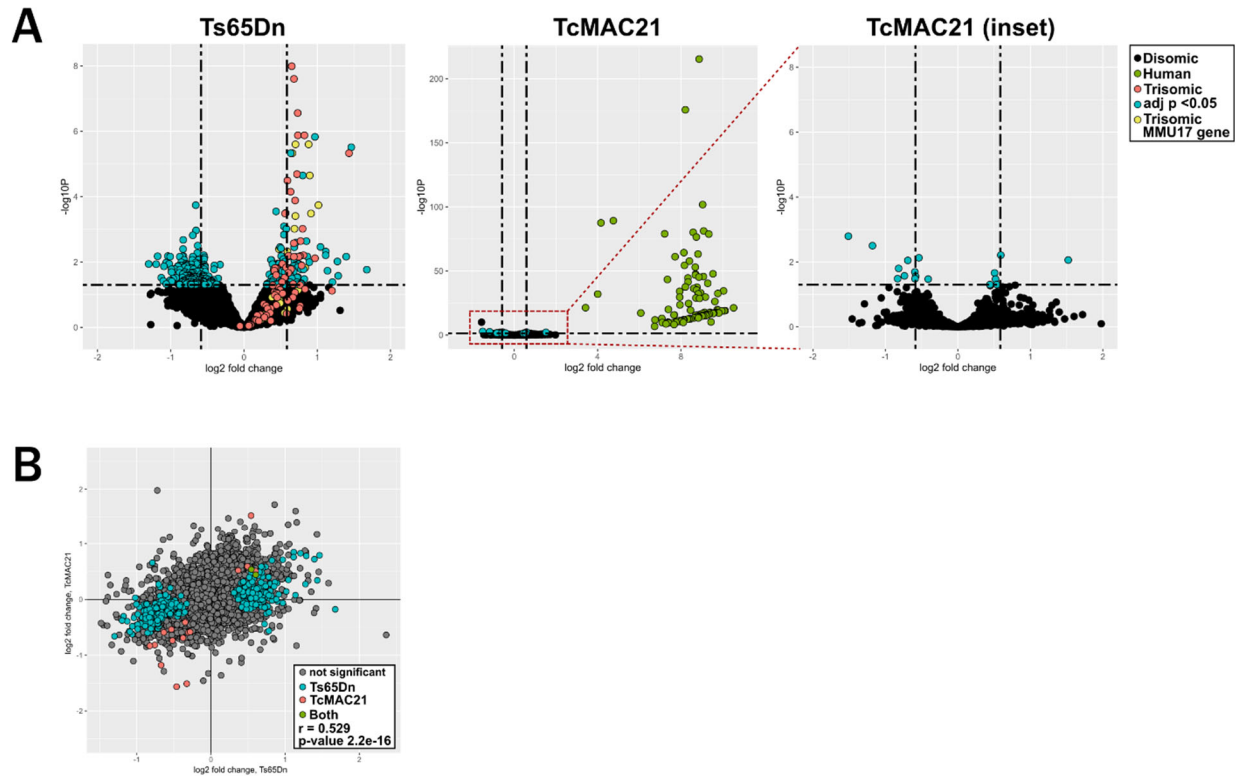 A
Ts65Dn
TcMAC21
TcMAC21 (inset)
-log10P
8
6
4
2
0
-2
-1
0
1
2
log2 fold change
-log10P
200
150
100
50
0
0
4
8
log2 fold change
-log10P
8
6
4
2
0
-2
-1
0
1
2
log2 fold change
Disomic
Human
Trisomic
adj p <0.05
Trisomic
MMU17 gene
B
log2 fold change, TcMAC21
2
1
0
-1
-2
-1
0
1
2
log2 fold change, Ts65Dn
not significant
Ts65Dn
TcMAC21
Both
r = 0.529
p-value 2.2e-16